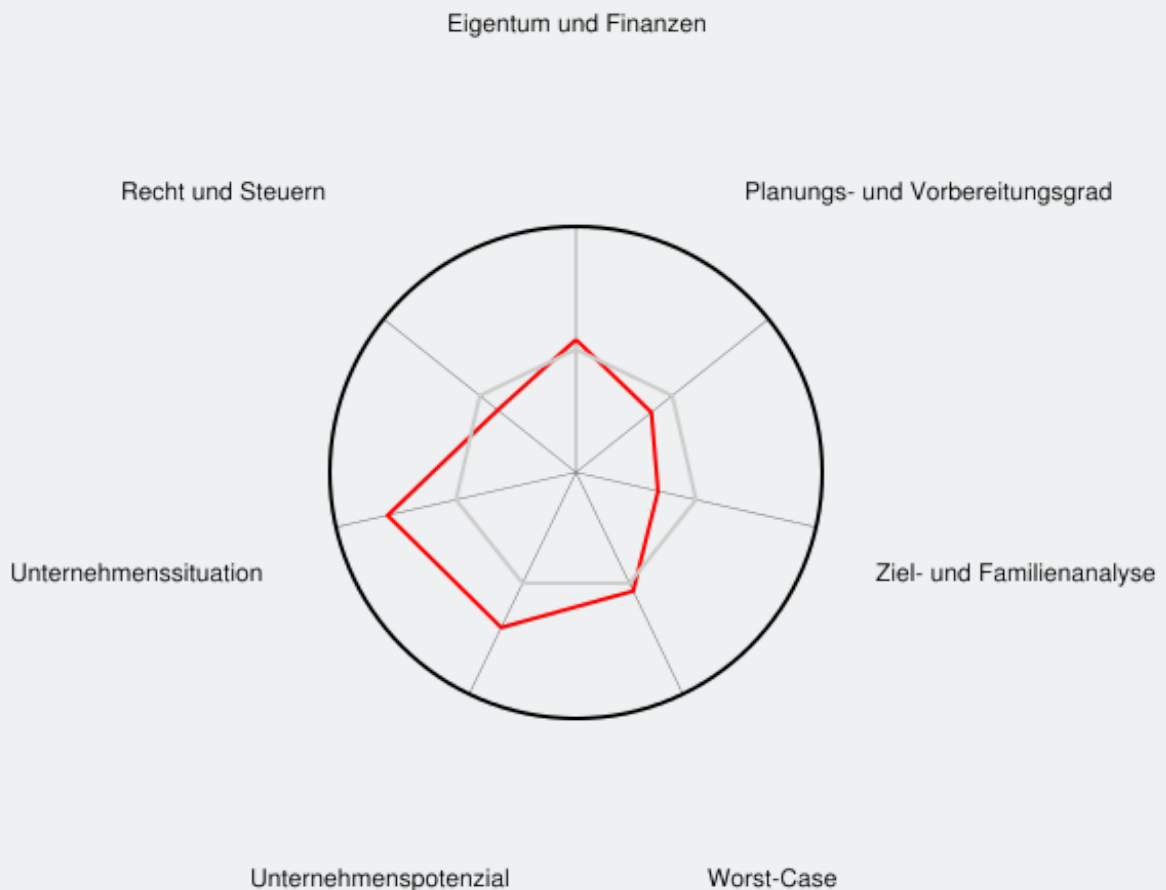 Eigentum und Finanzen
Recht und Steuern
Planungs- und Vorbereitungsgrad
Unternehmenssituation
Ziel- und Familienanalyse
Unternehmenspotenzial
Worst-Case